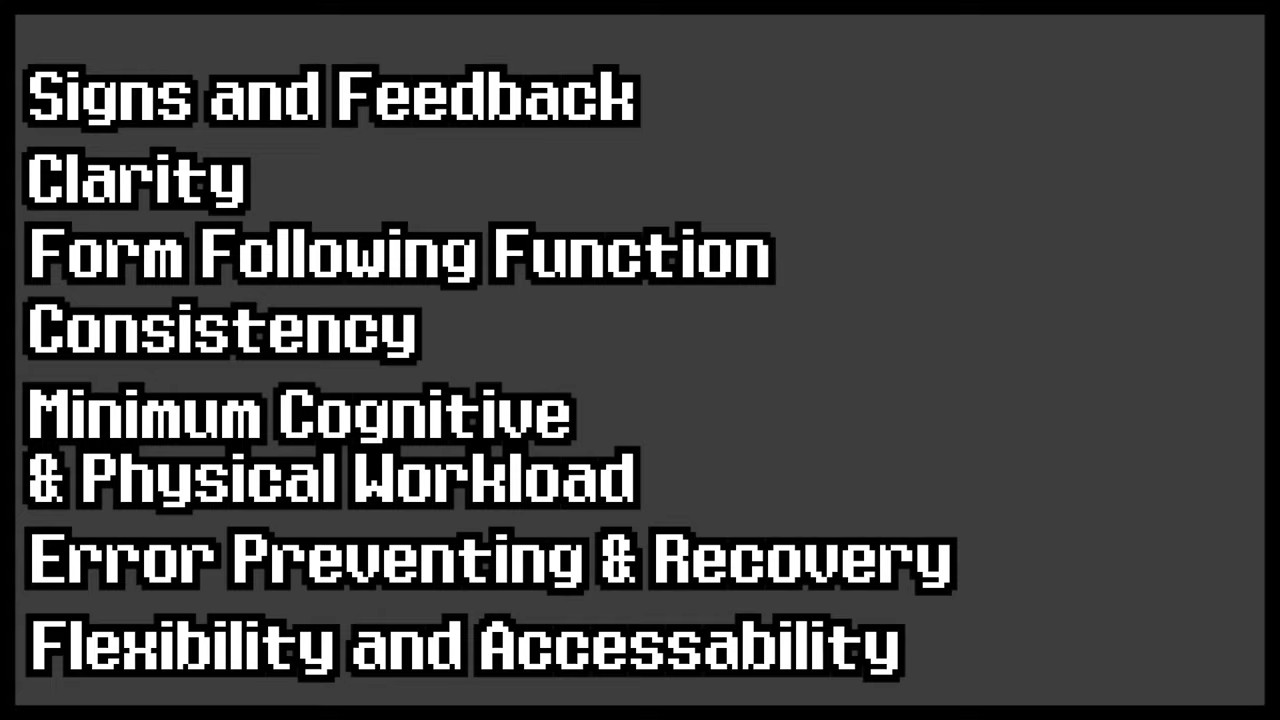 Signs and Feedback
Clarity
Form Following Function
Consistency
Minimum Cognitive
& Physical Workload
Error Preventing & Recovery
Flexibility and Accessability